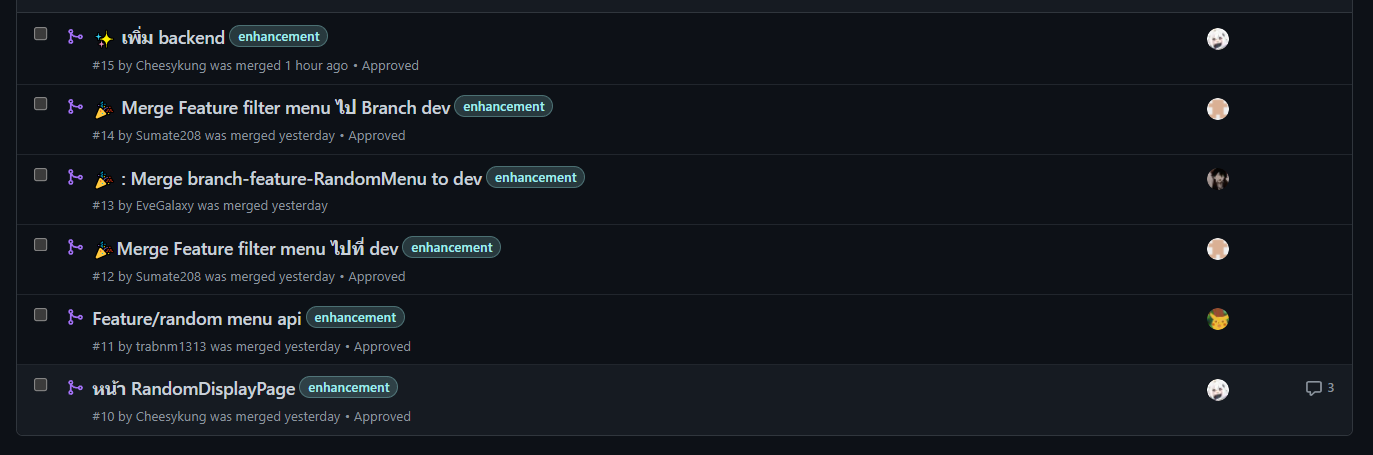 ✨ เพิ่ม backend enhancement
#15 by Cheesykung was merged 1 hour ago • Approved
🎉 Merge Feature filter menu ไป Branch dev enhancement
#14 by Sumate208 was merged yesterday • Approved
🎉 : Merge branch-feature-RandomMenu to dev enhancement
#13 by EveGalaxy was merged yesterday
🎉 Merge Feature filter menu ไปที่ dev enhancement
#12 by Sumate208 was merged yesterday • Approved
Feature/random menu api enhancement
#11 by trabnm1313 was merged yesterday • Approved
หน้า RandomDisplayPage enhancement
3
#10 by Cheesykung was merged yesterday • Approved